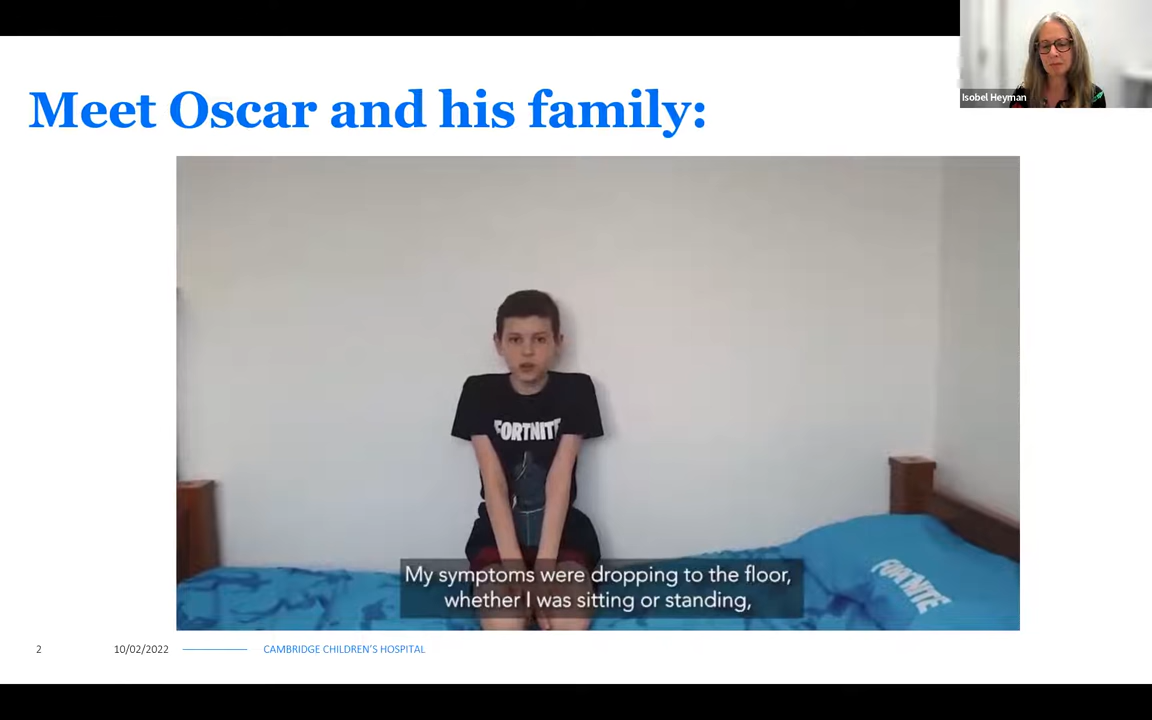 Isobel Heyman
Meet Oscar and his family:
FORTNITE
FORTNITE
My symptoms were dropping to the floor,
whether I was sitting or standing,
2
10/02/2022
CAMBRIDGE CHILDREN'S HOSPITAL